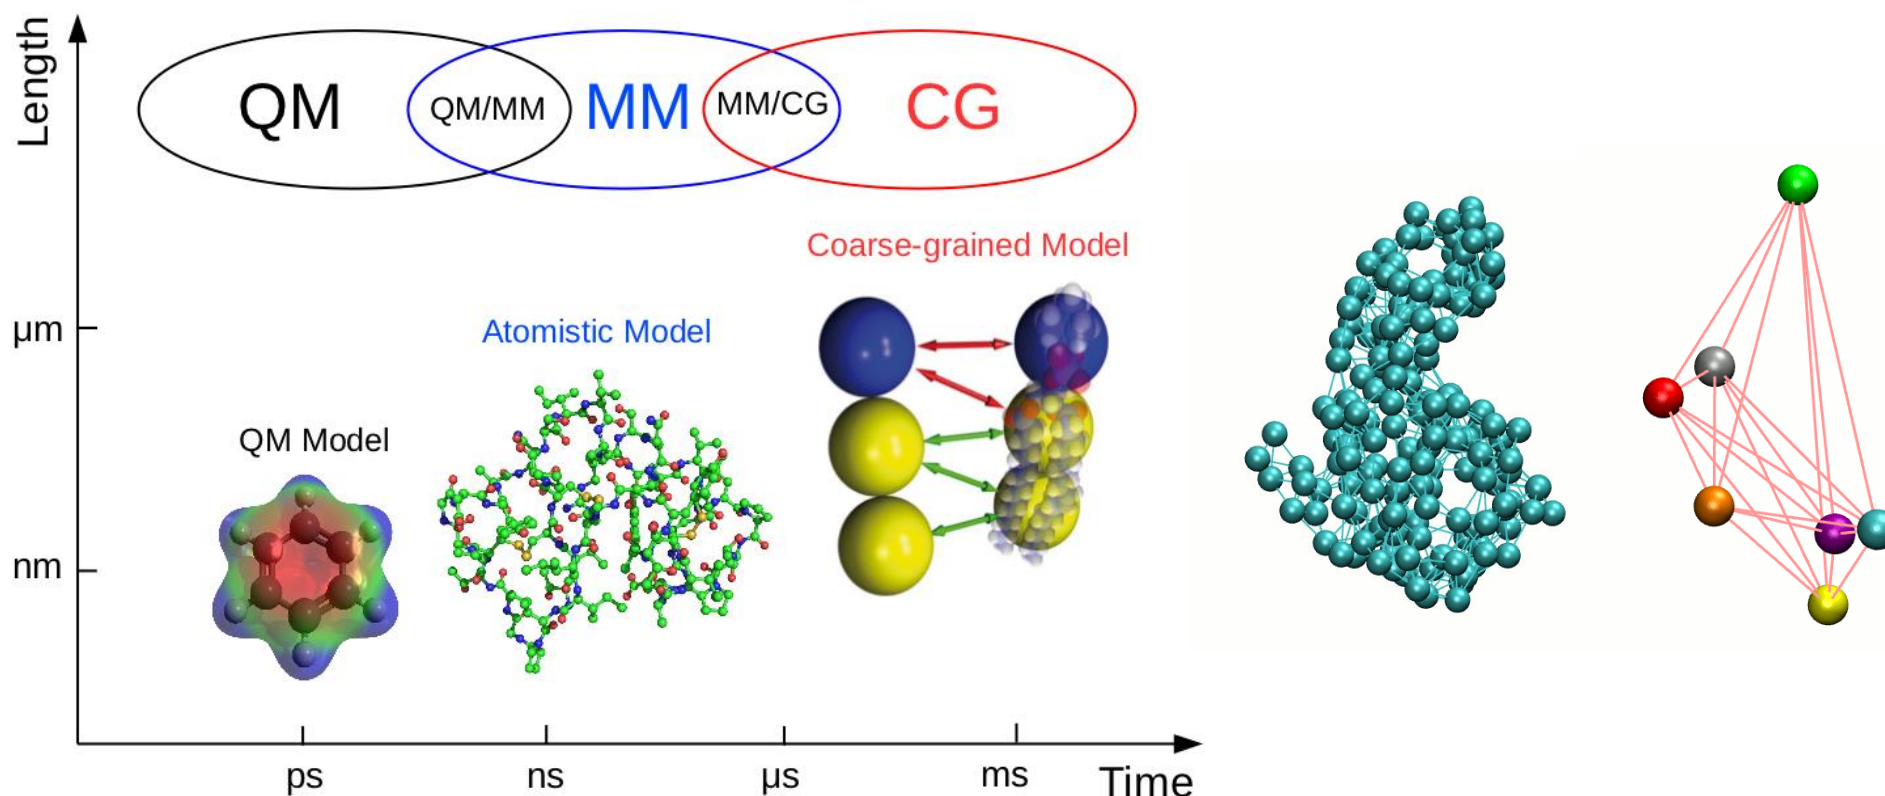 Length
QM
QM/MM
MM
MM/CG
CG
Coarse-grained Model
Atomistic Model
QM Model
μm
nm
ps
ns
μs
ms
Time